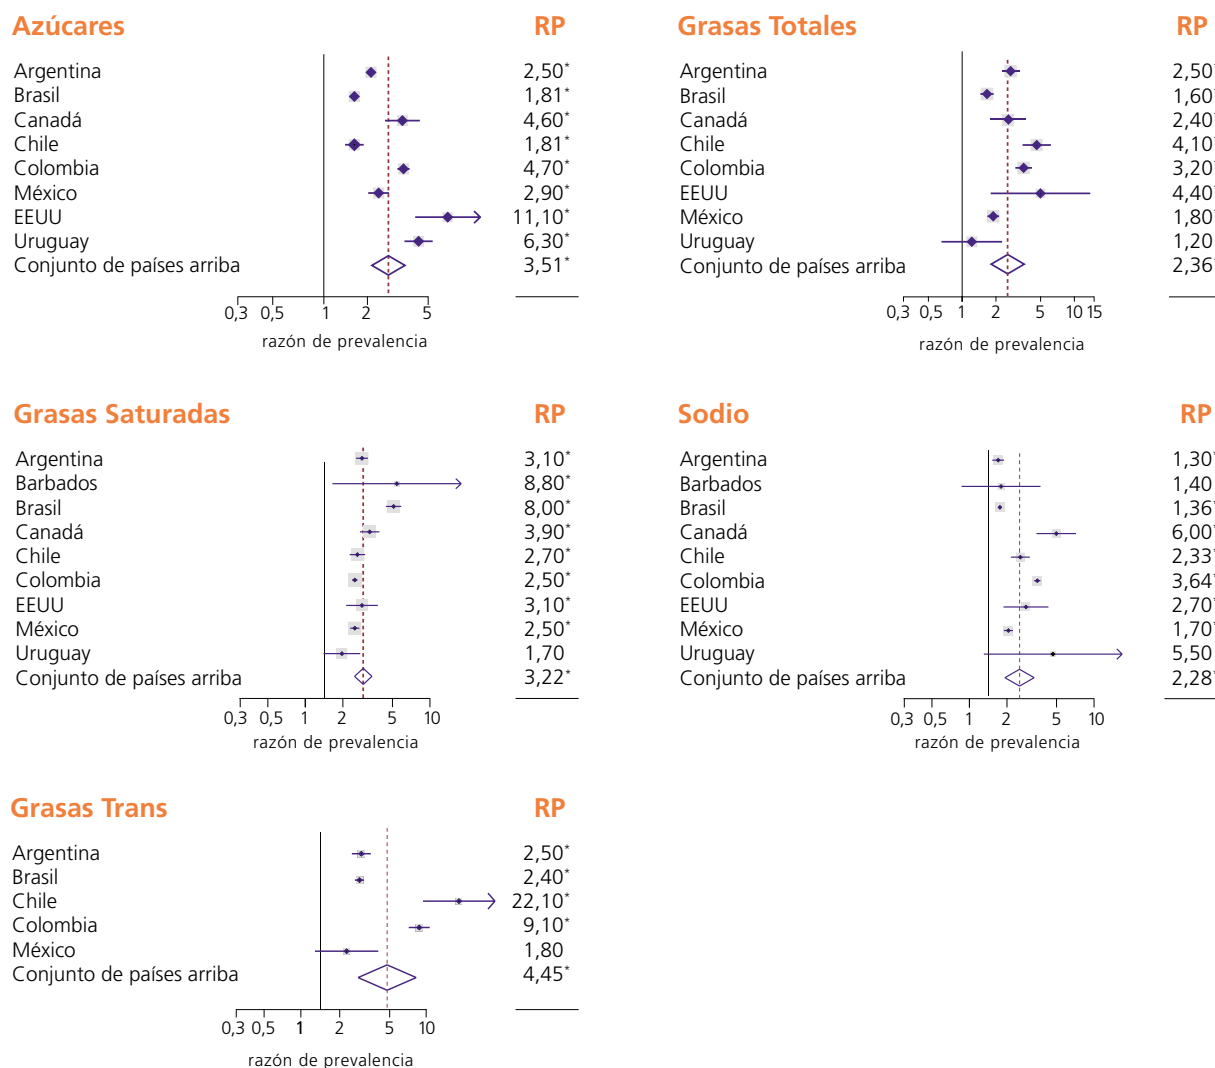 Azúcares RP
Argentina 2,50*
Brasil 1,81*
Canadá 4,60*
Chile 1,81*
Colombia 4,70*
México 2,90*
EEUU 11,10*
Uruguay 6,30*
Conjunto de países arriba 3,51*
0,3 0,5 1 2 5
razón de prevalencia
Grasas Totales RP
Argentina 2,50*
Brasil 1,60*
Canadá 2,40*
Chile 4,10*
Colombia 3,20*
EEUU 4,40*
México 1,80*
Uruguay 1,20
Conjunto de países arriba 2,36*
0,3 0,5 1 2 5 10 15
razón de prevalencia
Grasas Saturadas RP
Argentina 3,10*
Barbados 8,80*
Brasil 8,00*
Canadá 3,90*
Chile 2,70*
Colombia 2,50*
EEUU 3,10*
México 2,50*
Uruguay 1,70
Conjunto de países arriba 3,22*
0,3 0,5 1 2 5 10
razón de prevalencia
Sodio RP
Argentina 1,30*
Barbados 1,40
Brasil 1,36*
Canadá 6,00*
Chile 2,33*
Colombia 3,64*
EEUU 2,70*
México 1,70*
Uruguay 5,50
Conjunto de países arriba 2,28*
0,3 0,5 1 2 5 10
razón de prevalencia
Grasas Trans RP
Argentina 2,50*
Brasil 2,40*
Chile 22,10*
Colombia 9,10*
México 1,80
Conjunto de países arriba 4,45*
0,3 0,5 1 2 5 10
razón de prevalencia